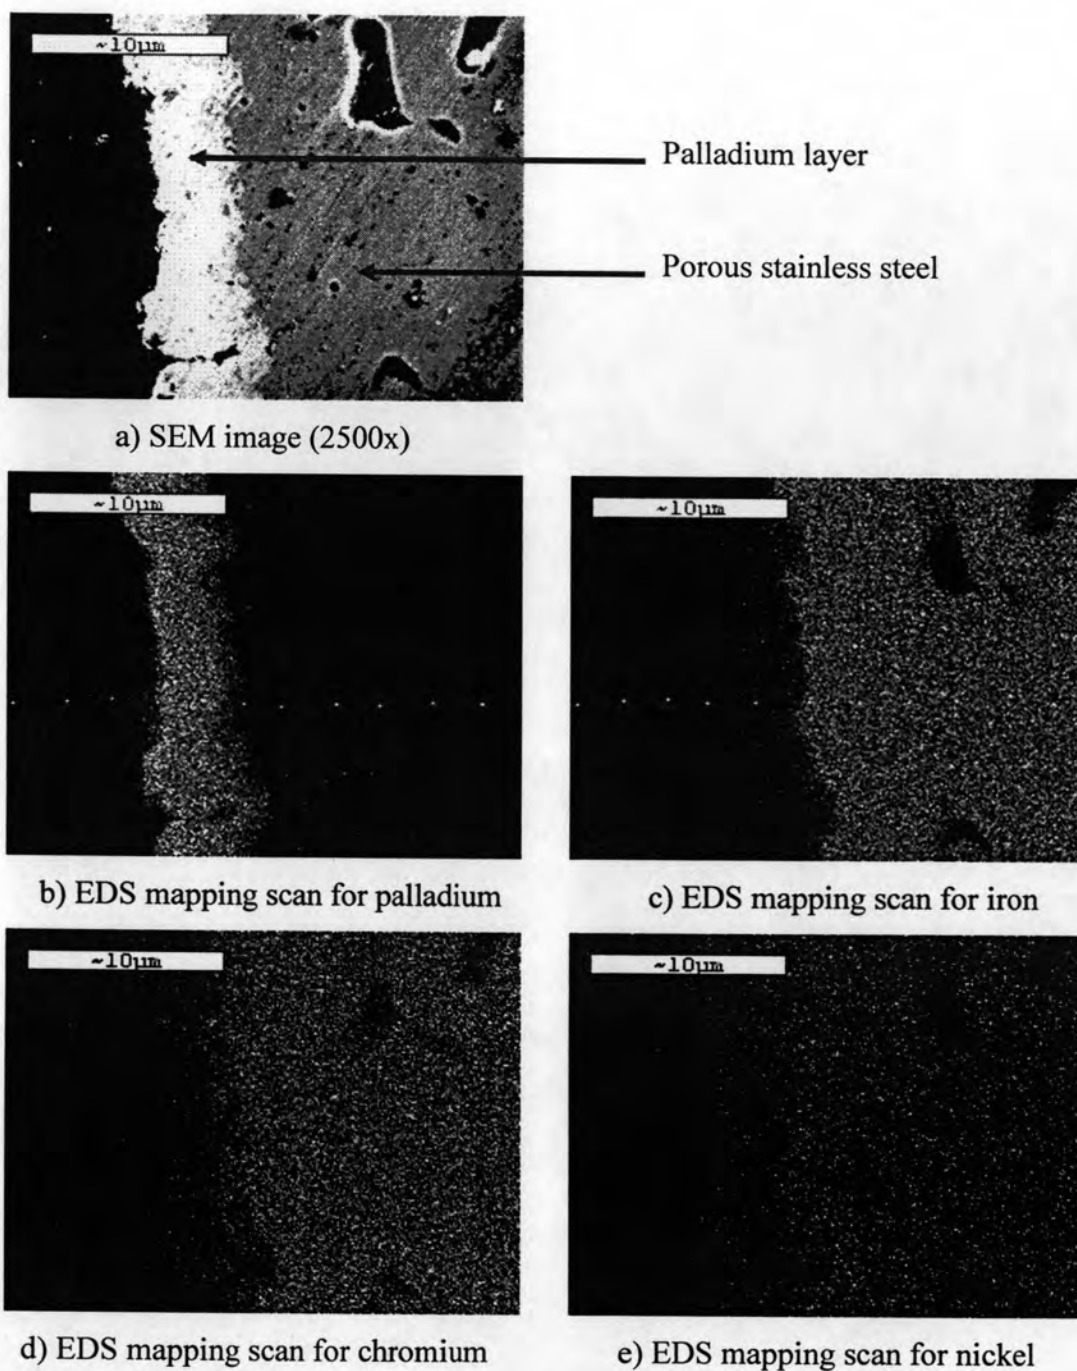 ~10µm
Palladium layer
Porous stainless steel
a) SEM image (2500x)
~10µm
~10µm
b) EDS mapping scan for palladium
c) EDS mapping scan for iron
~10µm
~10µm
d) EDS mapping scan for chromium
e) EDS mapping scan for nickel